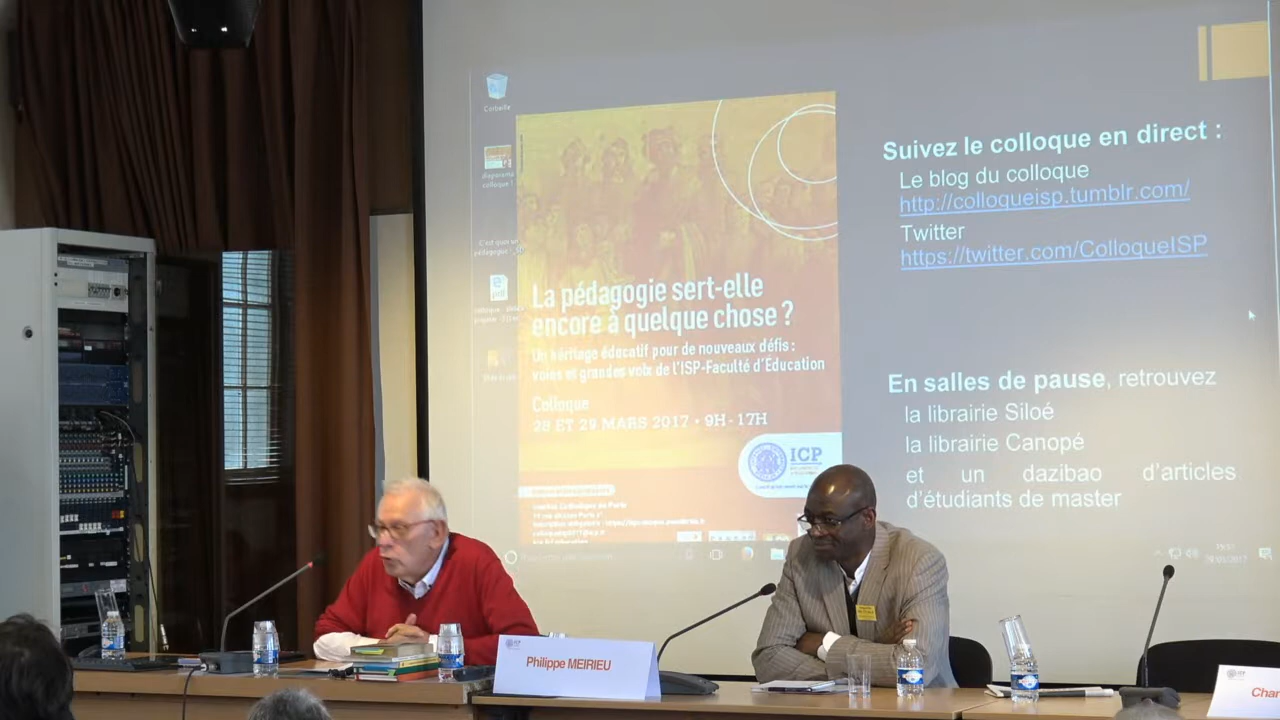 Corbeille
La pédagogie sert-elle
encore à quelque chose ?
Un héritage éducatif pour de nouveaux défis :
voies et grandes voix de l'ISP-Faculté d'Éducation
Colloque
28 ET 29 MARS 2017 • 9H - 17H
ICP
Suivez le colloque en direct :
Le blog du colloque
http://colloqueisp.tumblr.com/
Twitter
https://twitter.com/ColloqueISP
En salles de pause, retrouvez
la librairie Siloé
la librairie Canopé
et un dazibao d'articles
d'étudiants de master
ICP
Philippe MEIRIEU